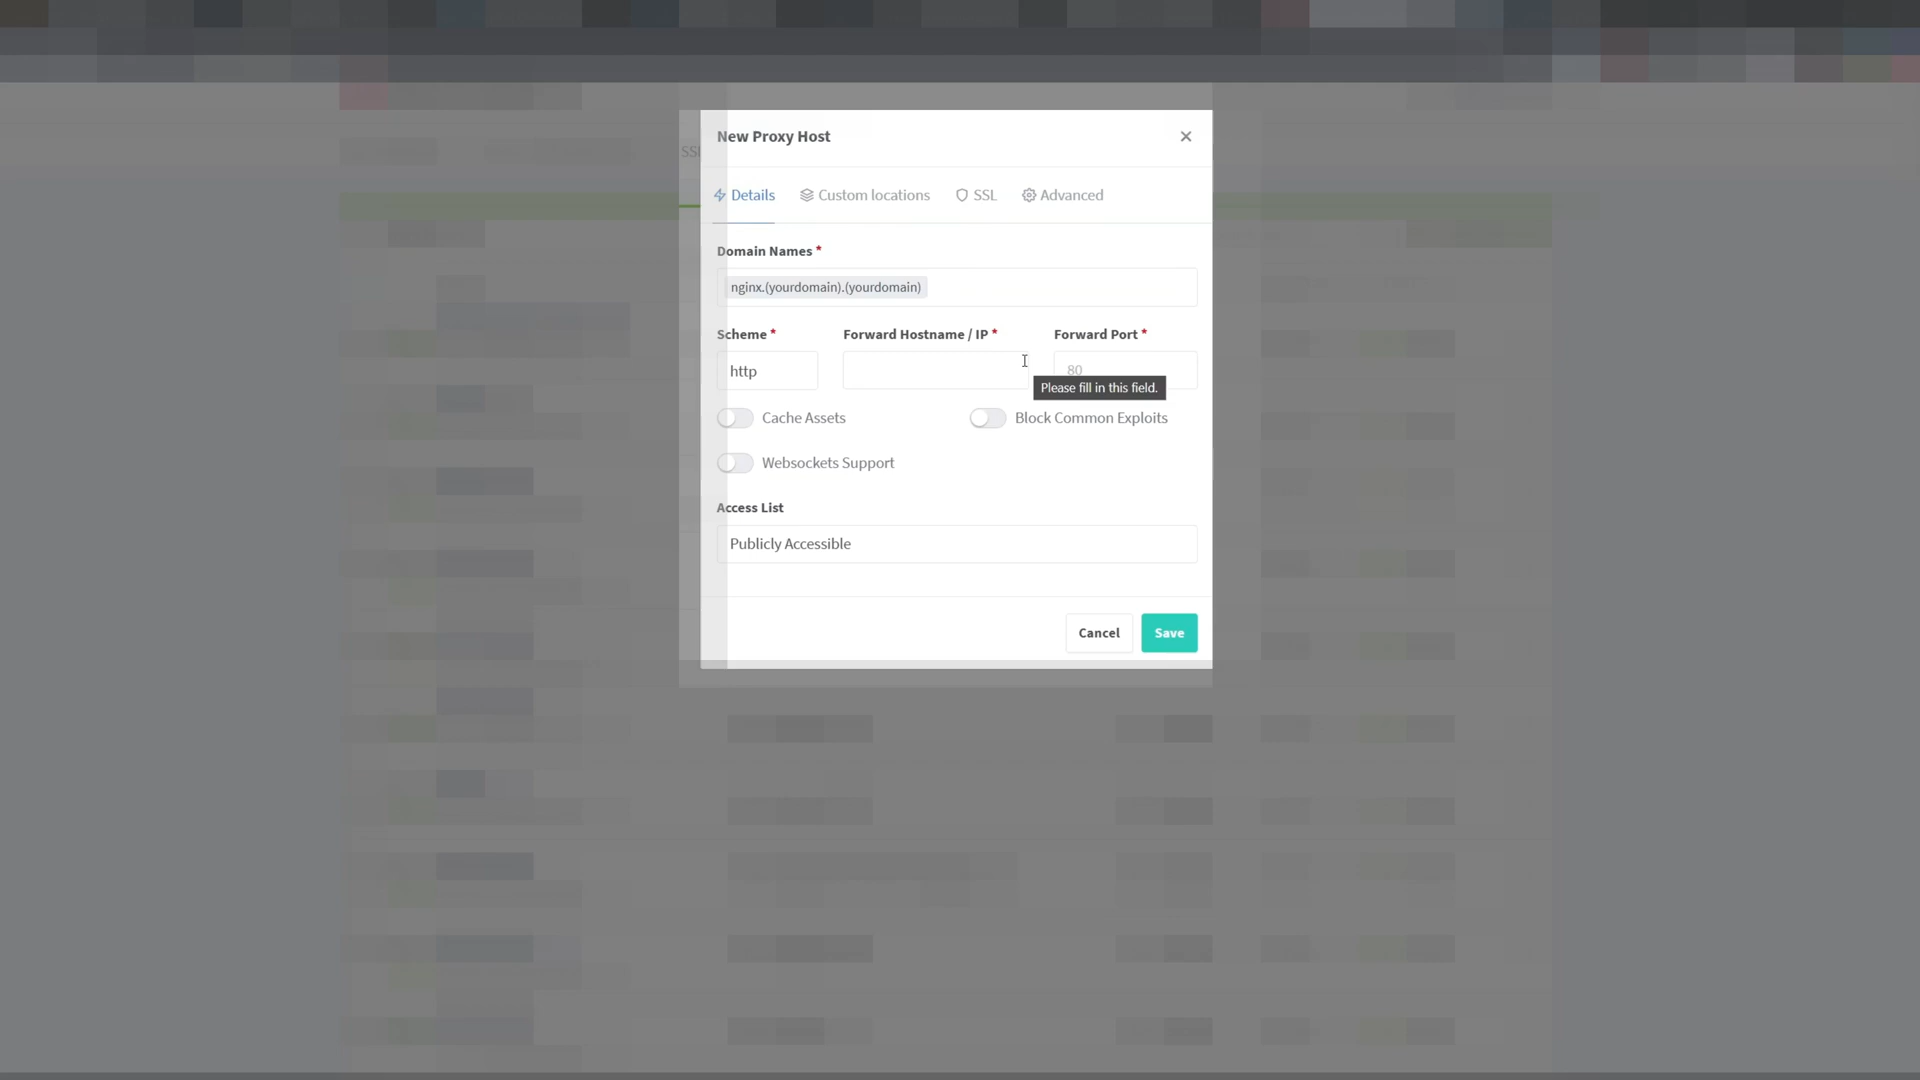 SS
New Proxy Host
Details Custom locations SSL Advanced
Domain Names *
nginx.(yourdomain).(yourdomain)
Scheme * Forward Hostname / IP * Forward Port *
http 80
Please fill in this field.
Cache Assets Block Common Exploits
Websockets Support
Access List
Publicly Accessible
Cancel Save